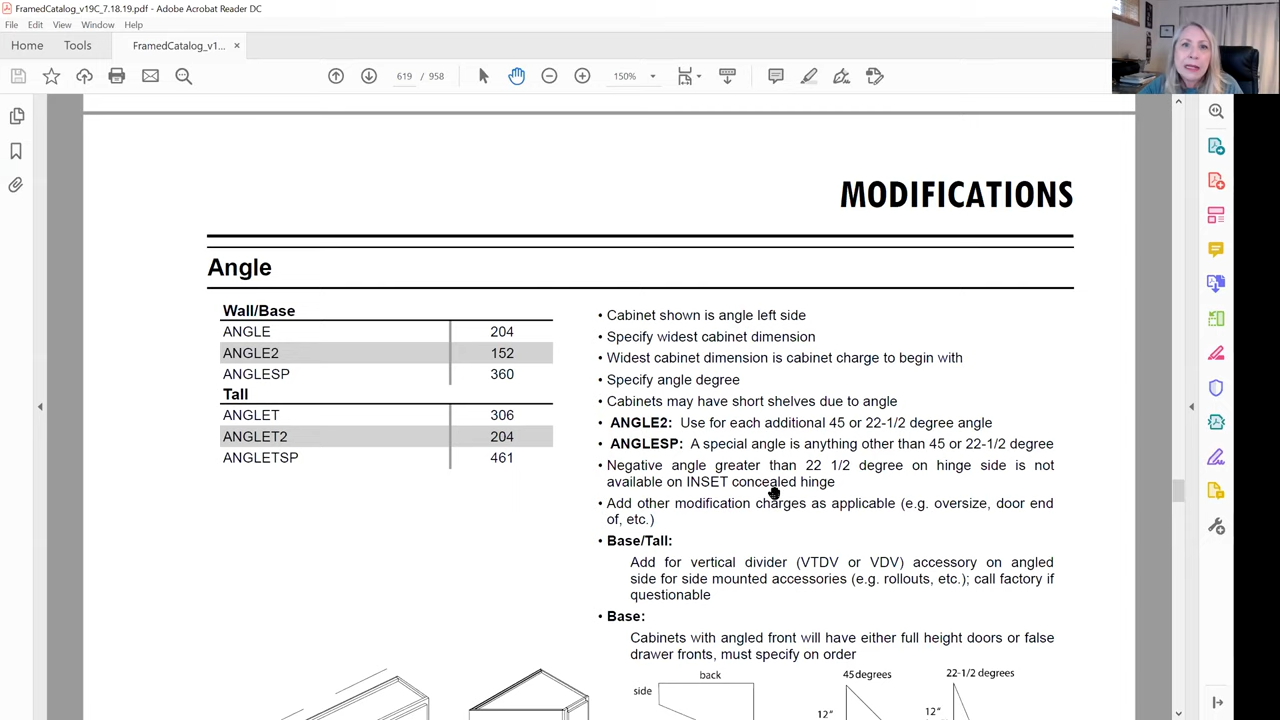 FramedCatalog_v19C_7.18.19.pdf - Adobe Acrobat Reader DC
File Edit View Window Help
Home Tools FramedCatalog_v1... ×
619 / 958 150%
MODIFICATIONS
Angle
Wall/Base
ANGLE 204
ANGLE2 152
ANGLESP 360
Tall
ANGLET 306
ANGLET2 204
ANGLETSP 461
• Cabinet shown is angle left side
• Specify widest cabinet dimension
• Widest cabinet dimension is cabinet charge to begin with
• Specify angle degree
• Cabinets may have short shelves due to angle
• ANGLE2: Use for each additional 45 or 22-1/2 degree angle
• ANGLESP: A special angle is anything other than 45 or 22-1/2 degree
• Negative angle greater than 22 1/2 degree on hinge side is not
available on INSET concealed hinge
• Add other modification charges as applicable (e.g. oversize, door end
of, etc.)
• Base/Tall:
Add for vertical divider (VTDV or VDV) accessory on angled
side for side mounted accessories (e.g. rollouts, etc.); call factory if
questionable
• Base:
Cabinets with angled front will have either full height doors or false
drawer fronts, must specify on order
back 45 degrees 22-1/2 degrees
side
12" 12"